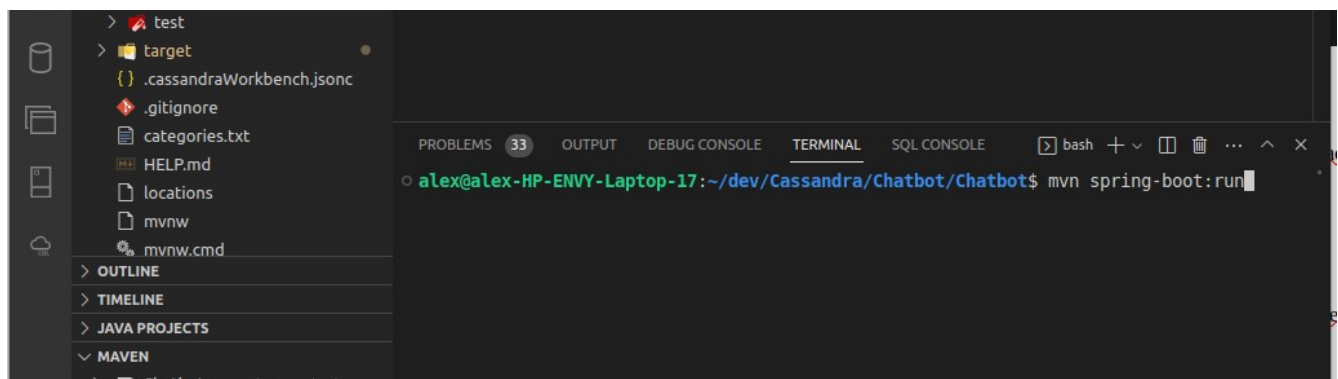 test
target
{ } .cassandraWorkbench.jsonc
.gitignore
categories.txt
HELP.md
locations
mvnw
mvnw.cmd
OUTLINE
TIMELINE
JAVA PROJECTS
MAVEN
PROBLEMS 33 OUTPUT DEBUG CONSOLE TERMINAL SQL CONSOLE bash
alex@alex-HP-ENVY-Laptop-17:~/dev/Cassandra/Chatbot/Chatbot$ mvn spring-boot:run